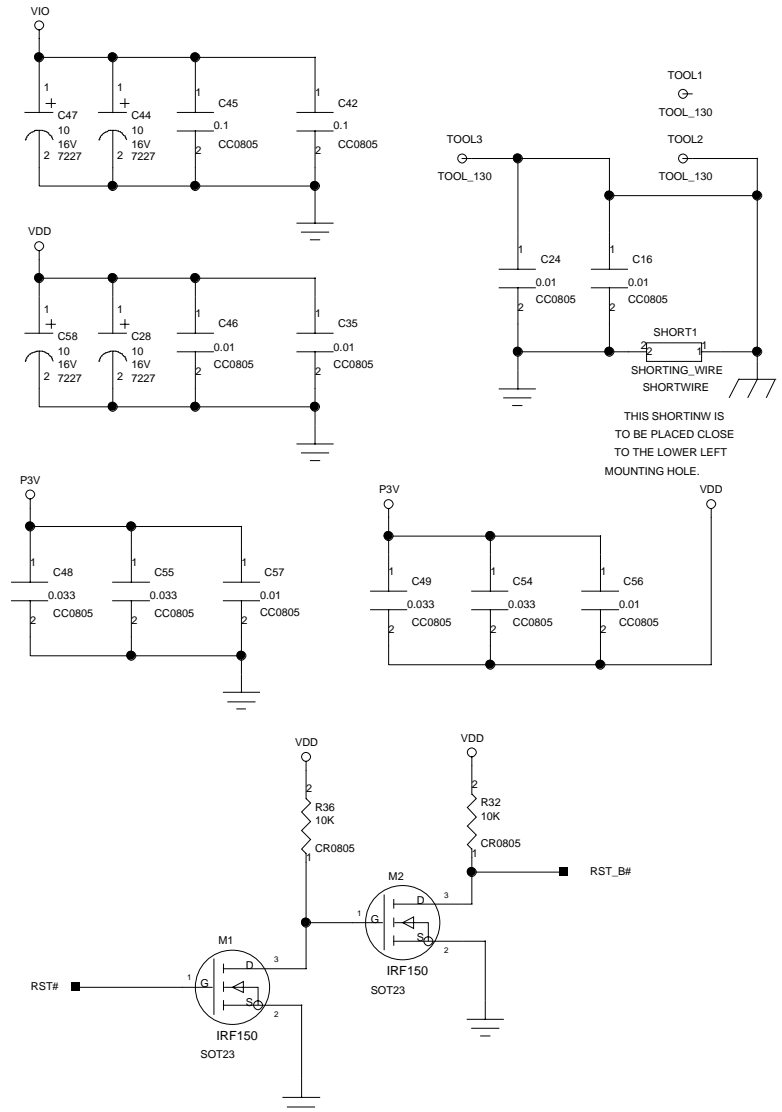 VIO
1
+
C47
10
16V
7227
2
1
+
C44
10
16V
7227
2
1
C45
0.1
CC0805
2
1
C42
0.1
CC0805
2
TOOL1
TOOL_130
TOOL3
TOOL_130
TOOL2
TOOL_130
1
C24
0.01
CC0805
2
1
C16
0.01
CC0805
2
SHORT1
2 2 1 1
SHORTING_WIRE
SHORTWIRE
THIS SHORTINW IS
TO BE PLACED CLOSE
TO THE LOWER LEFT
MOUNTING HOLE.
VDD
1
+
C58
10
16V
7227
2
1
+
C28
10
16V
7227
2
1
C46
0.01
CC0805
2
1
C35
0.01
CC0805
2
P3V
1
C48
0.033
CC0805
2
1
C55
0.033
CC0805
2
1
C57
0.01
CC0805
2
P3V
VDD
1
C49
0.033
CC0805
2
1
C54
0.033
CC0805
2
1
C56
0.01
CC0805
2
VDD
2
R36
10K
CR0805
1
VDD
2
R32
10K
CR0805
1
RST_B#
M2
1
G
D
3
S
2
IRF150
SOT23
M1
RST#
1
G
D
3
S
2
IRF150
SOT23